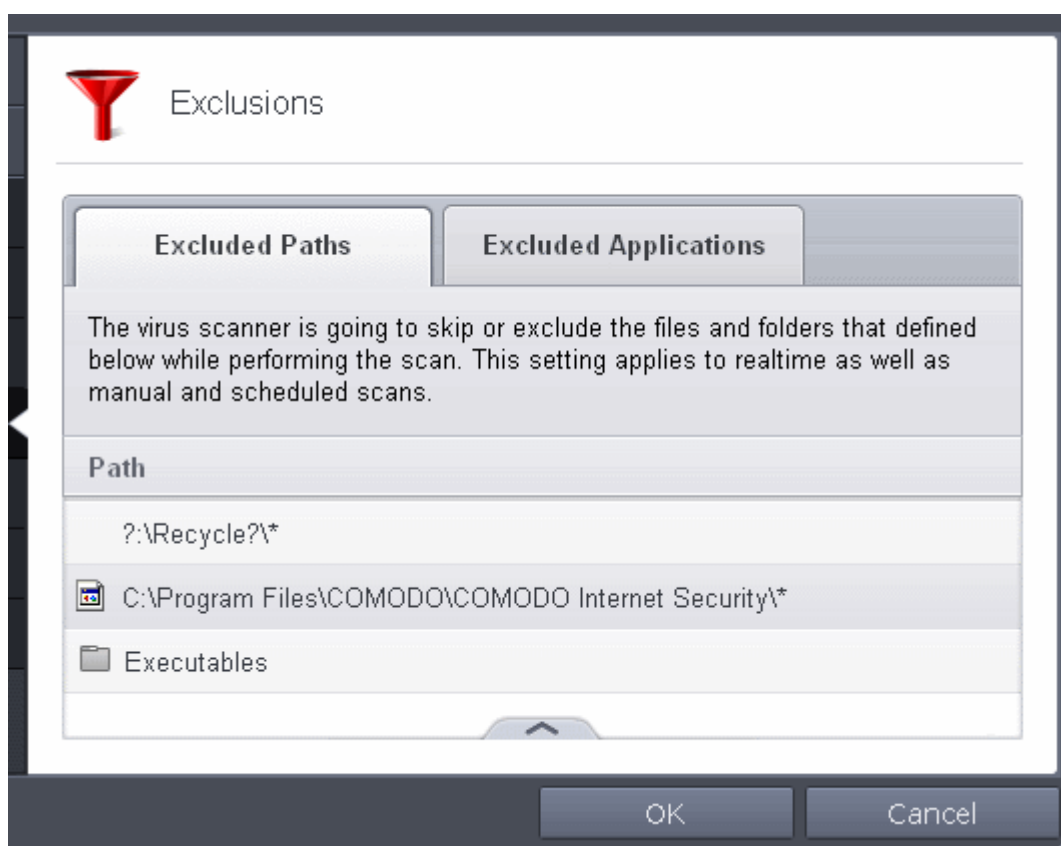 Exclusions
Excluded Paths
Excluded Applications
The virus scanner is going to skip or exclude the files and folders that defined
below while performing the scan. This setting applies to realtime as well as
manual and scheduled scans.
Path
?:\Recycle?\*
C:\Program Files\COMODO\COMODO Internet Security\*
Executables
OK
Cancel